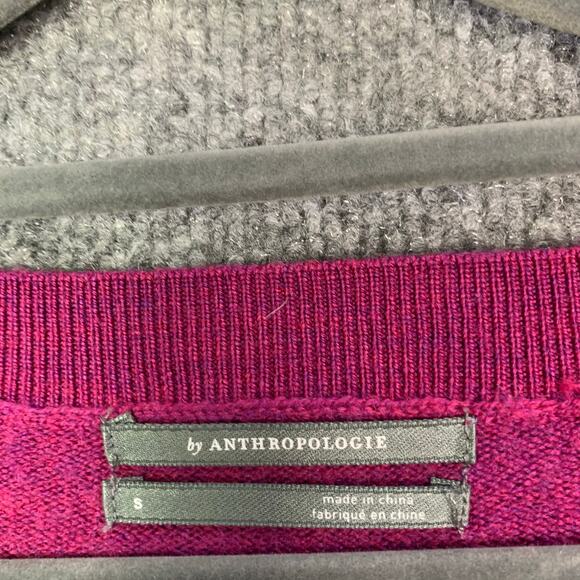 by ANTHROPOLOGIE
S
made in china
fabriqué en chine